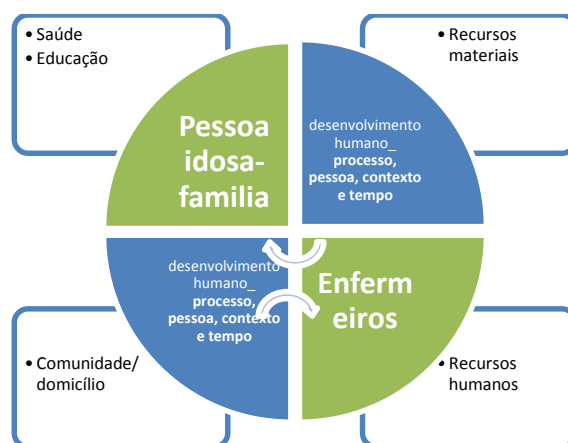 • Saúde
• Educação
• Recursos
materiais
Pessoa
idosa-
familia
desenvolvimento
humano_
processo,
pessoa, contexto
e tempo
desenvolvimento
humano_
processo,
pessoa, contexto
e tempo
Enferm
eiros
• Comunidade/
domicílio
• Recursos
humanos